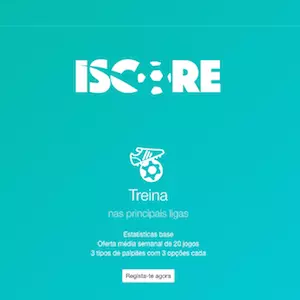 ISCORE
Treina
nas principais ligas
Estatísticas base
Oferta média semanal de 20 jogos
3 tipos de palpites com 3 opções cada
Regista-te agora